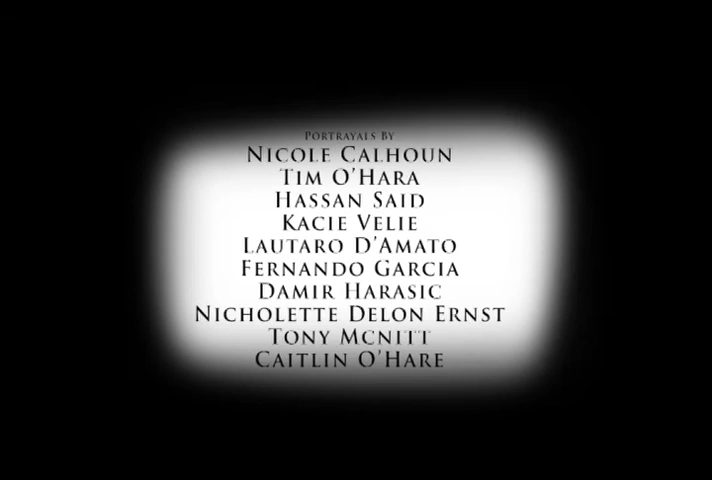 Portrayals By
Nicole Calhoun
Tim O'Hara
Hassan Said
Kacie Velie
Lautaro D'Amato
Fernando Garcia
Damir Harasic
Nicholette Delon Ernst
Tony Mcnitt
Caitlin O'Hare